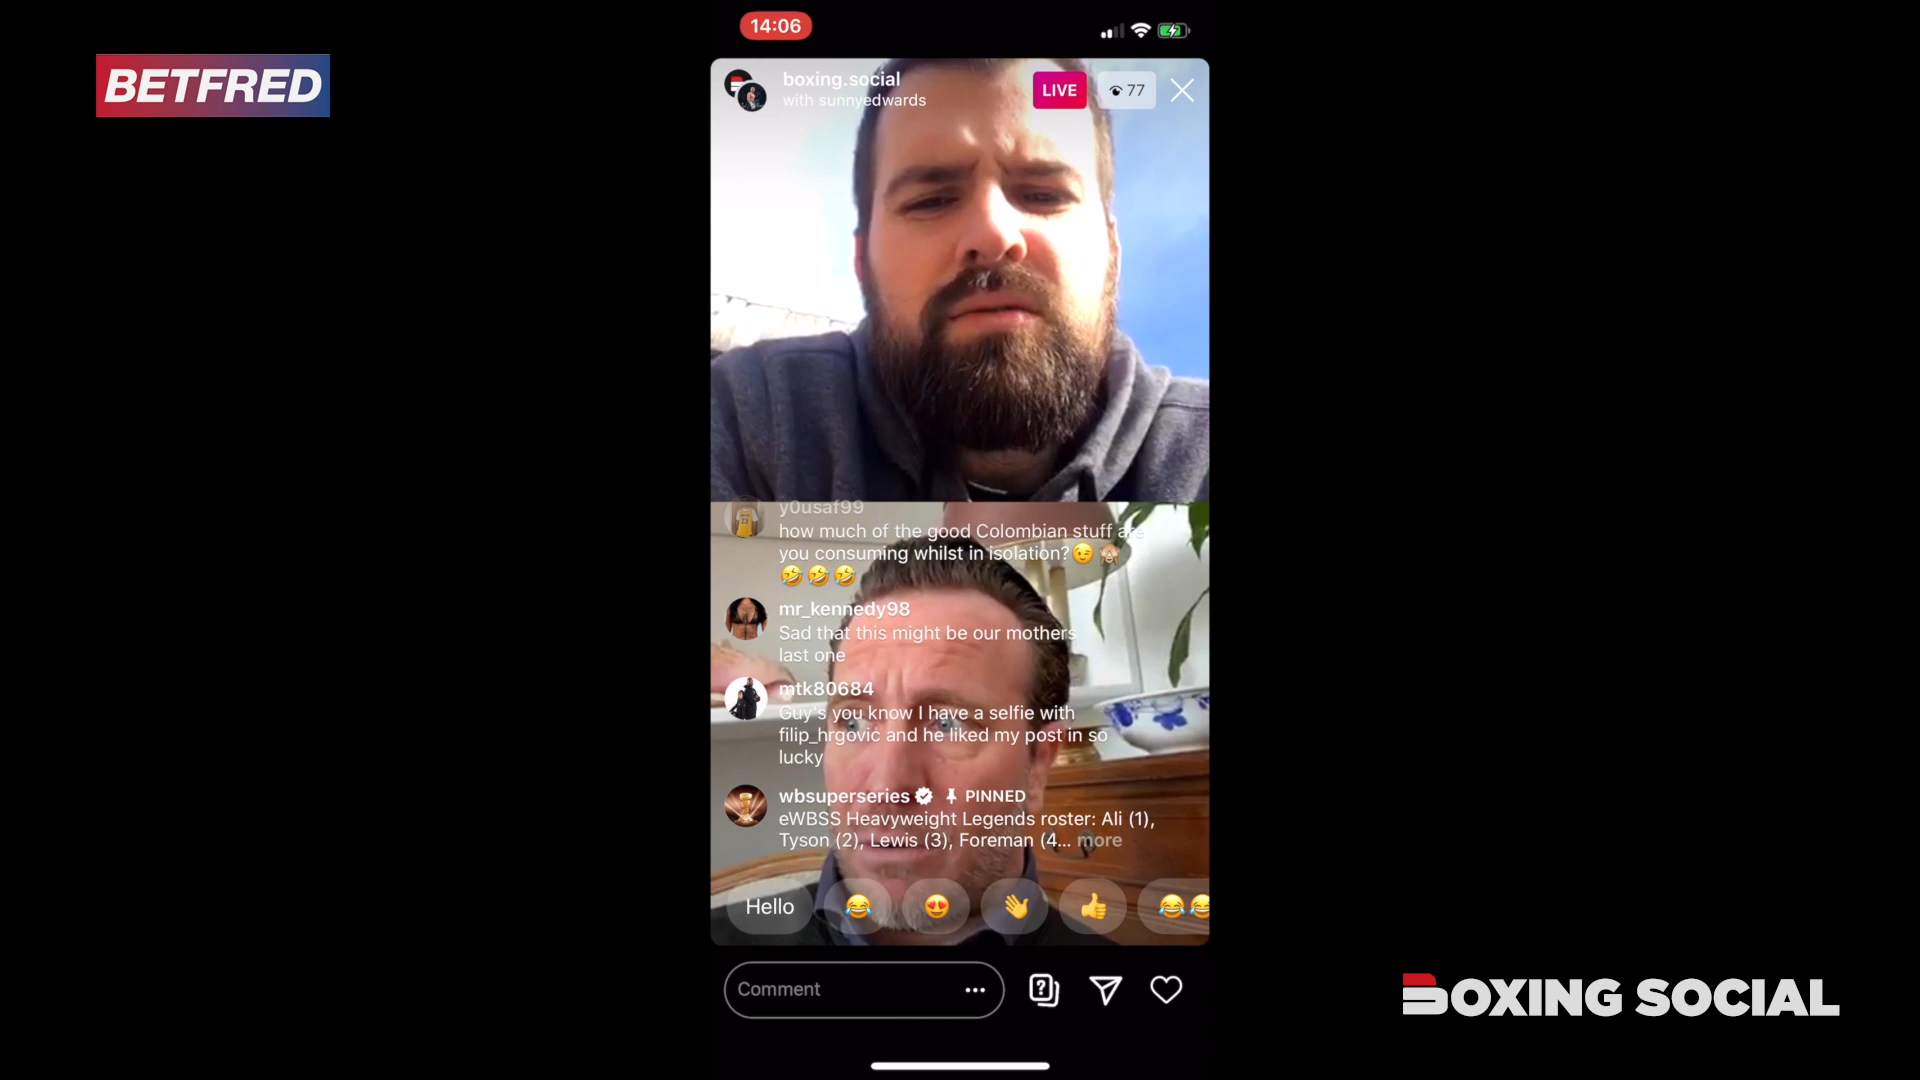 BETFRED
14:06
boxing.social
with sunnyedwards
LIVE
77
y0usaf99
how much of the good Colombian stuff are
you consuming whilst in isolation?😉🙈
🤣🤣🤣
mr_kennedy98
Sad that this might be our mothers
last one
mtk80684
Guy's you know I have a selfie with
filip_hrgovic and he liked my post in so
lucky
wbsuperseries PINNED
eWBSS Heavyweight Legends roster: Ali (1),
Tyson (2), Lewis (3), Foreman (4... more
Hello 😂 😍 👋 👍 😂😂
Comment
BOXING SOCIAL